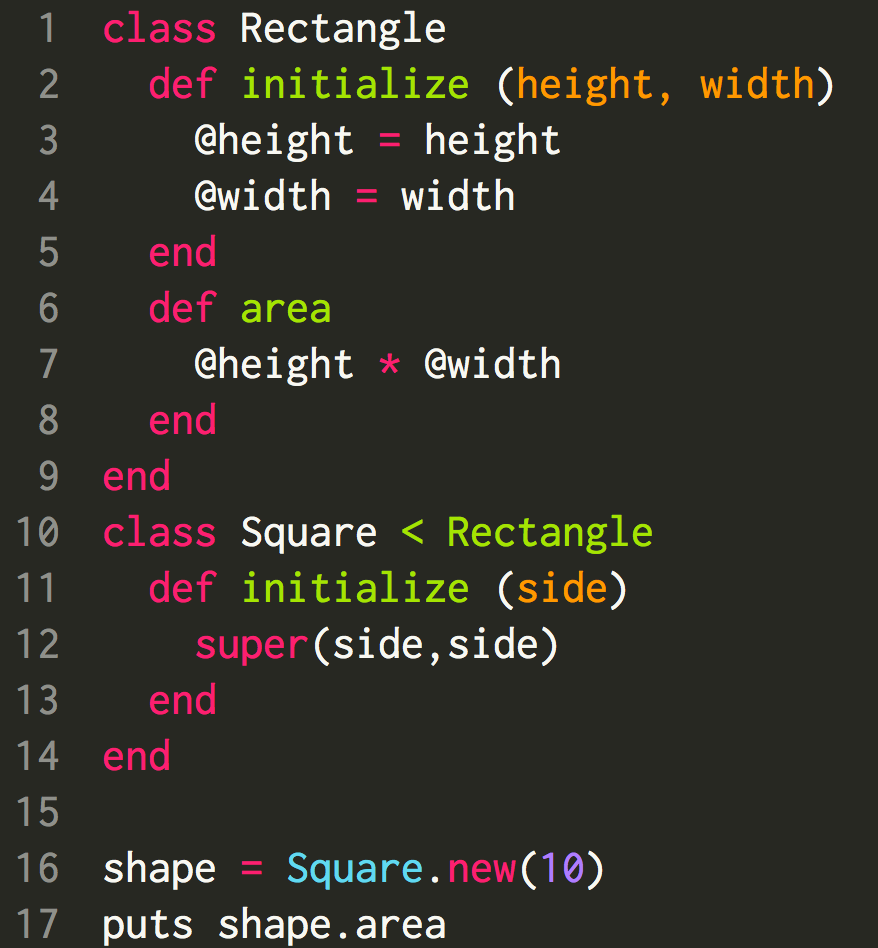 1 class Rectangle
2   def initialize (height, width)
3     @height = height
4     @width = width
5   end
6   def area
7     @height * @width
8   end
9 end
10 class Square < Rectangle
11   def initialize (side)
12     super(side,side)
13   end
14 end
15
16 shape = Square.new(10)
17 puts shape.area